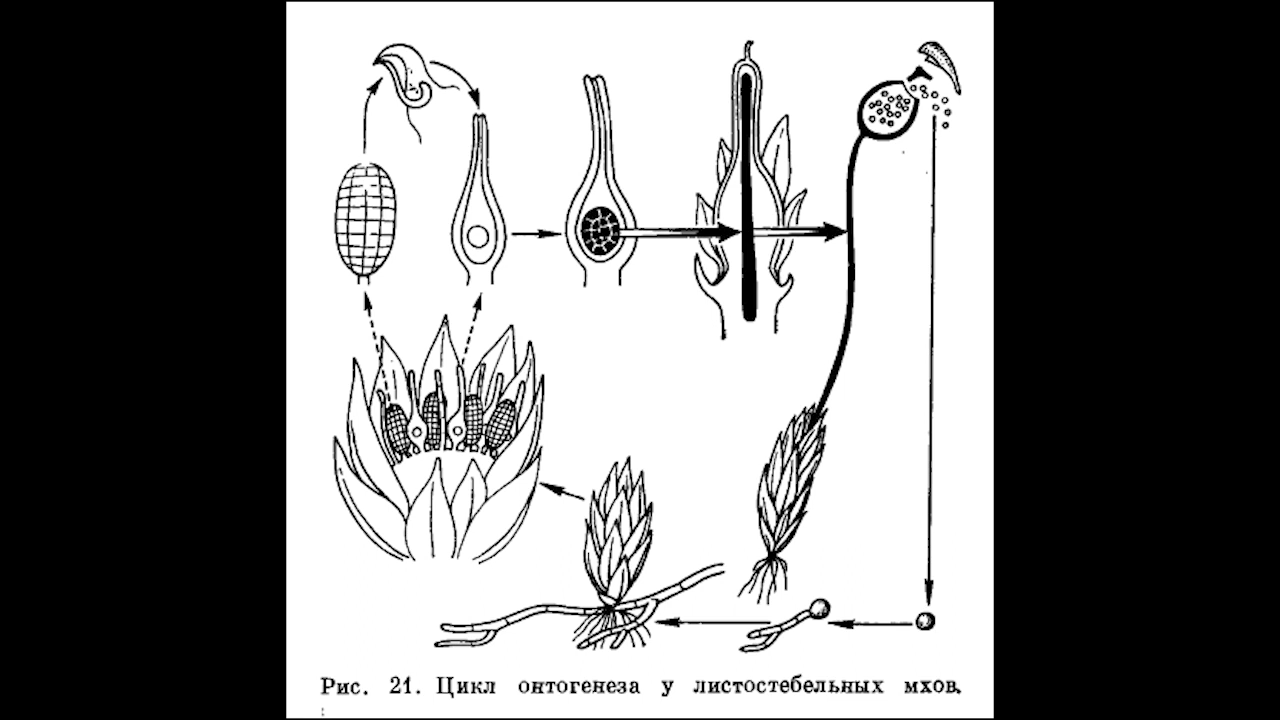 Рис. 21. Цикл онтогенеза у листостебельных мхов.